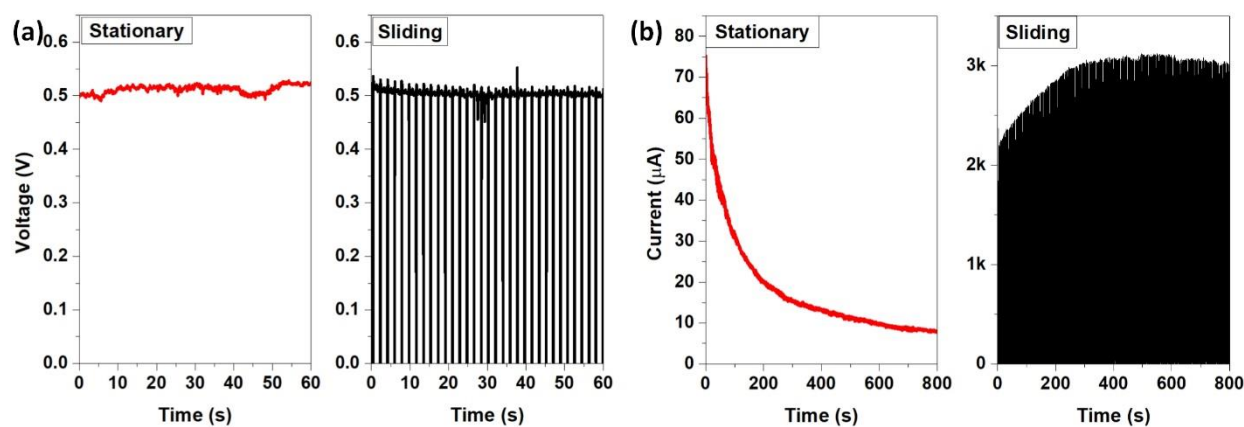 (a)
Stationary
0.6
0.5
0.4
0.3
0.2
0.1
0.0
Voltage (V)
0 10 20 30 40 50 60
Time (s)
Sliding
0.6
0.5
0.4
0.3
0.2
0.1
0.0
0 10 20 30 40 50 60
Time (s)
(b)
Stationary
80
70
60
50
40
30
20
10
0
Current (µA)
0 200 400 600 800
Time (s)
Sliding
3k
2k
1k
0
0 200 400 600 800
Time (s)